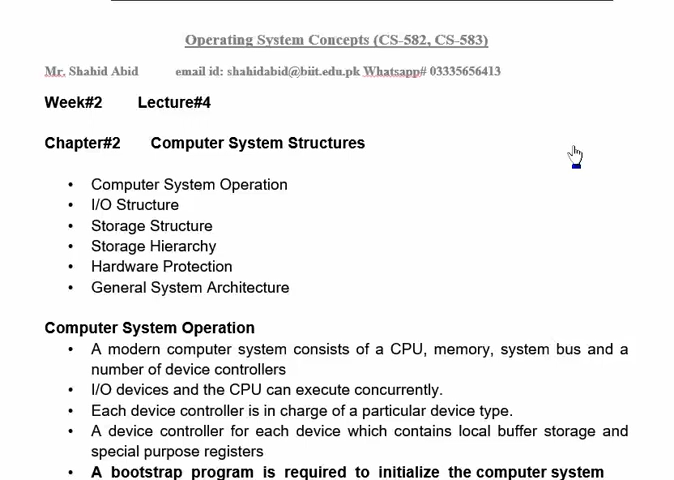 Operating System Concepts (CS-582, CS-583)
Mr. Shahid Abid email id: shahidabid@biit.edu.pk Whatsapp# 03335656413
Week#2 Lecture#4
Chapter#2 Computer System Structures
• Computer System Operation
• I/O Structure
• Storage Structure
• Storage Hierarchy
• Hardware Protection
• General System Architecture
Computer System Operation
• A modern computer system consists of a CPU, memory, system bus and a
number of device controllers
• I/O devices and the CPU can execute concurrently.
• Each device controller is in charge of a particular device type.
• A device controller for each device which contains local buffer storage and
special purpose registers
• A bootstrap program is required to initialize the computer system